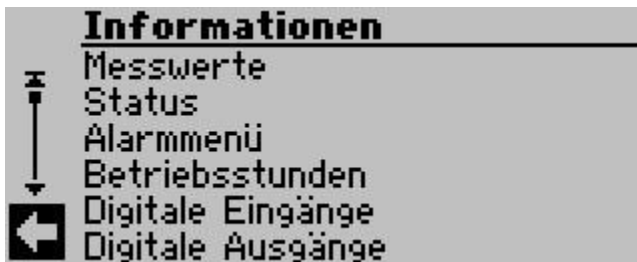 Informationen
Messwerte
Status
Alarmmenü
Betriebsstunden
Digitale Eingänge
Digitale Ausgänge